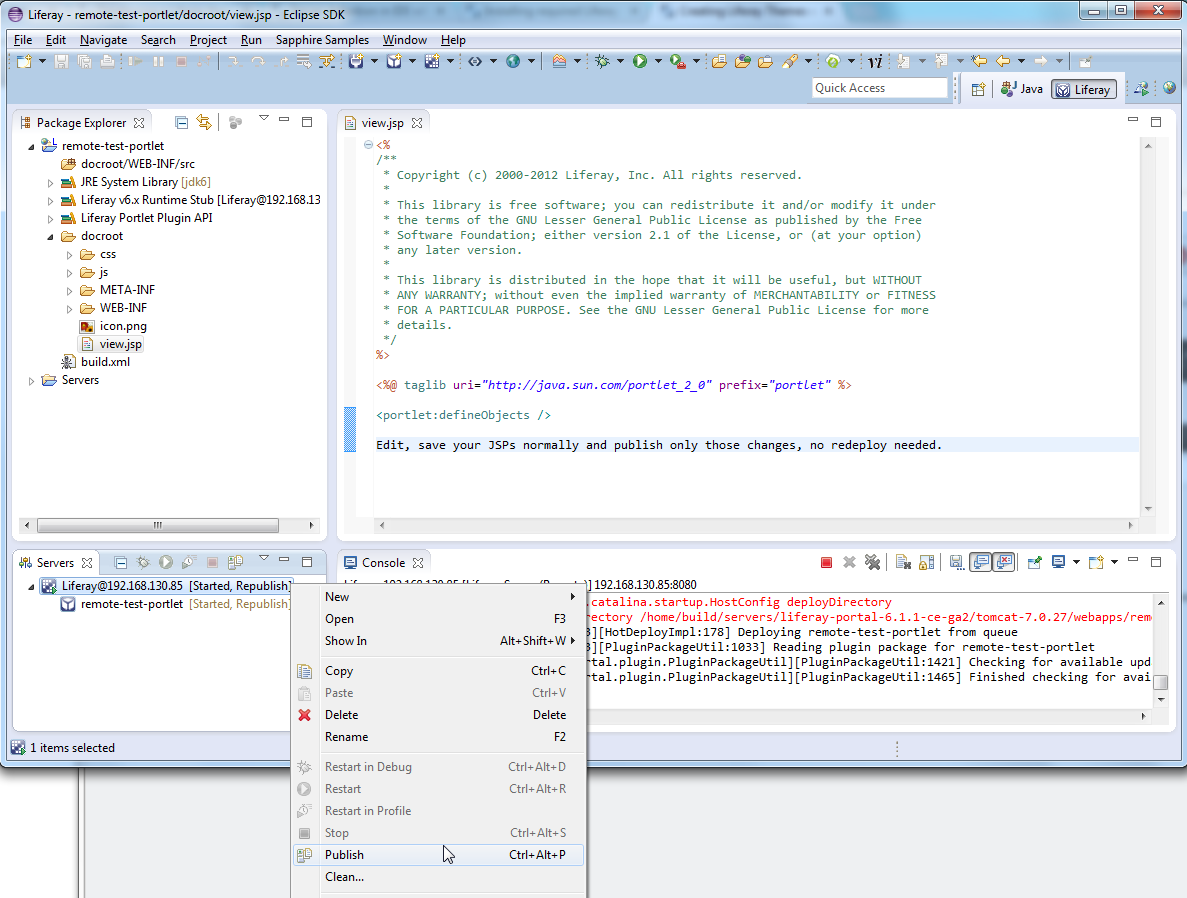 Liferay - remote-test-portlet/docroot/view.jsp - Eclipse SDK
File Edit Navigate Search Project Run Sapphire Samples Window Help
Quick Access
Java Liferay
Package Explorer
remote-test-portlet
docroot/WEB-INF/src
JRE System Library [jdk6]
Liferay v6.x Runtime Stub [Liferay@192.168.13
Liferay Portlet Plugin API
docroot
css
js
META-INF
WEB-INF
icon.png
view.jsp
build.xml
Servers
view.jsp
<%
/**
* Copyright (c) 2000-2012 Liferay, Inc. All rights reserved.
*
* This library is free software; you can redistribute it and/or modify it under
* the terms of the GNU Lesser General Public License as published by the Free
* Software Foundation; either version 2.1 of the License, or (at your option)
* any later version.
*
* This library is distributed in the hope that it will be useful, but WITHOUT
* ANY WARRANTY; without even the implied warranty of MERCHANTABILITY or FITNESS
* FOR A PARTICULAR PURPOSE. See the GNU Lesser General Public License for more
* details.
*/
%>
<%@ taglib uri="http://java.sun.com/portlet_2_0" prefix="portlet" %>
<portlet:defineObjects />
Edit, save your JSPs normally and publish only those changes, no redeploy needed.
Servers
Liferay@192.168.130.85 [Started, Republish]
remote-test-portlet [Started, Republish]
1 items selected
Console
192.168.130.85:8080
.catalina.startup.HostConfig deployDirectory
rectory /home/build/servers/liferay-portal-6.1.1-ce-ga2/tomcat-7.0.27/webapps/rem
][HotDeployImpl:178] Deploying remote-test-portlet from queue
][PluginPackageUtil:1033] Reading plugin package for remote-test-portlet
rtal.plugin.PluginPackageUtil][PluginPackageUtil:1421] Checking for available upd
rtal.plugin.PluginPackageUtil][PluginPackageUtil:1465] Finished checking for avai
New
Open F3
Show In Alt+Shift+W
Copy Ctrl+C
Paste Ctrl+V
Delete Delete
Rename F2
Restart in Debug Ctrl+Alt+D
Restart Ctrl+Alt+R
Restart in Profile
Stop Ctrl+Alt+S
Publish Ctrl+Alt+P
Clean...